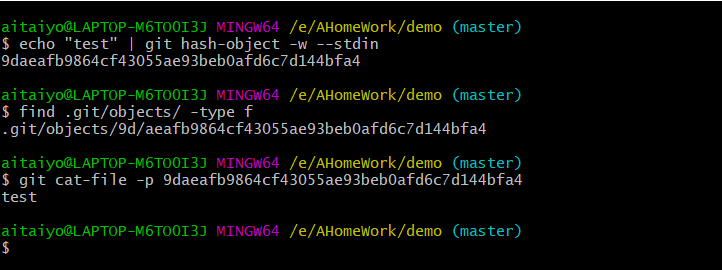 aitaiyo@LAPTOP-M6TOOI3J MINGW64 /e/AHomeWork/demo (master)
$ echo "test" | git hash-object -w --stdin
9daeafb9864cf43055ae93beb0afd6c7d144bfa4
aitaiyo@LAPTOP-M6TOOI3J MINGW64 /e/AHomeWork/demo (master)
$ find .git/objects/ -type f
.git/objects/9d/aeafb9864cf43055ae93beb0afd6c7d144bfa4
aitaiyo@LAPTOP-M6TOOI3J MINGW64 /e/AHomeWork/demo (master)
$ git cat-file -p 9daeafb9864cf43055ae93beb0afd6c7d144bfa4
test
aitaiyo@LAPTOP-M6TOOI3J MINGW64 /e/AHomeWork/demo (master)
$